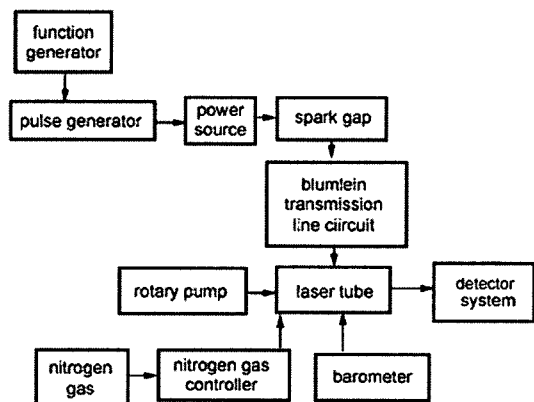 function
generator
pulse generator
power
source
spark gap
blumlein
transmission
line ciircuit
rotary pump
laser tube
detector
system
nitrogen
gas
nitrogen gas
controller
barometer